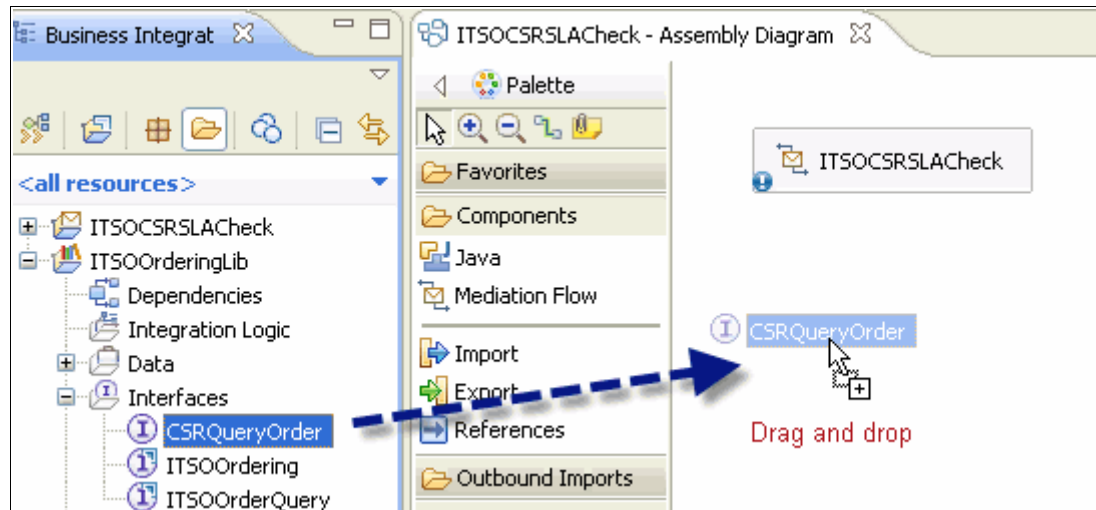 Business Integrat
<all resources>
ITSOCSRSLACheck
ITSOOrderingLib
Dependencies
Integration Logic
Data
Interfaces
CSRQueryOrder
ITSOOrdering
ITSOOrderQuery
ITSOCSRSLACheck - Assembly Diagram
Palette
Favorites
Components
Java
Mediation Flow
Import
Export
References
Outbound Imports
ITSOCSRSLACheck
CSRQueryOrder
Drag and drop